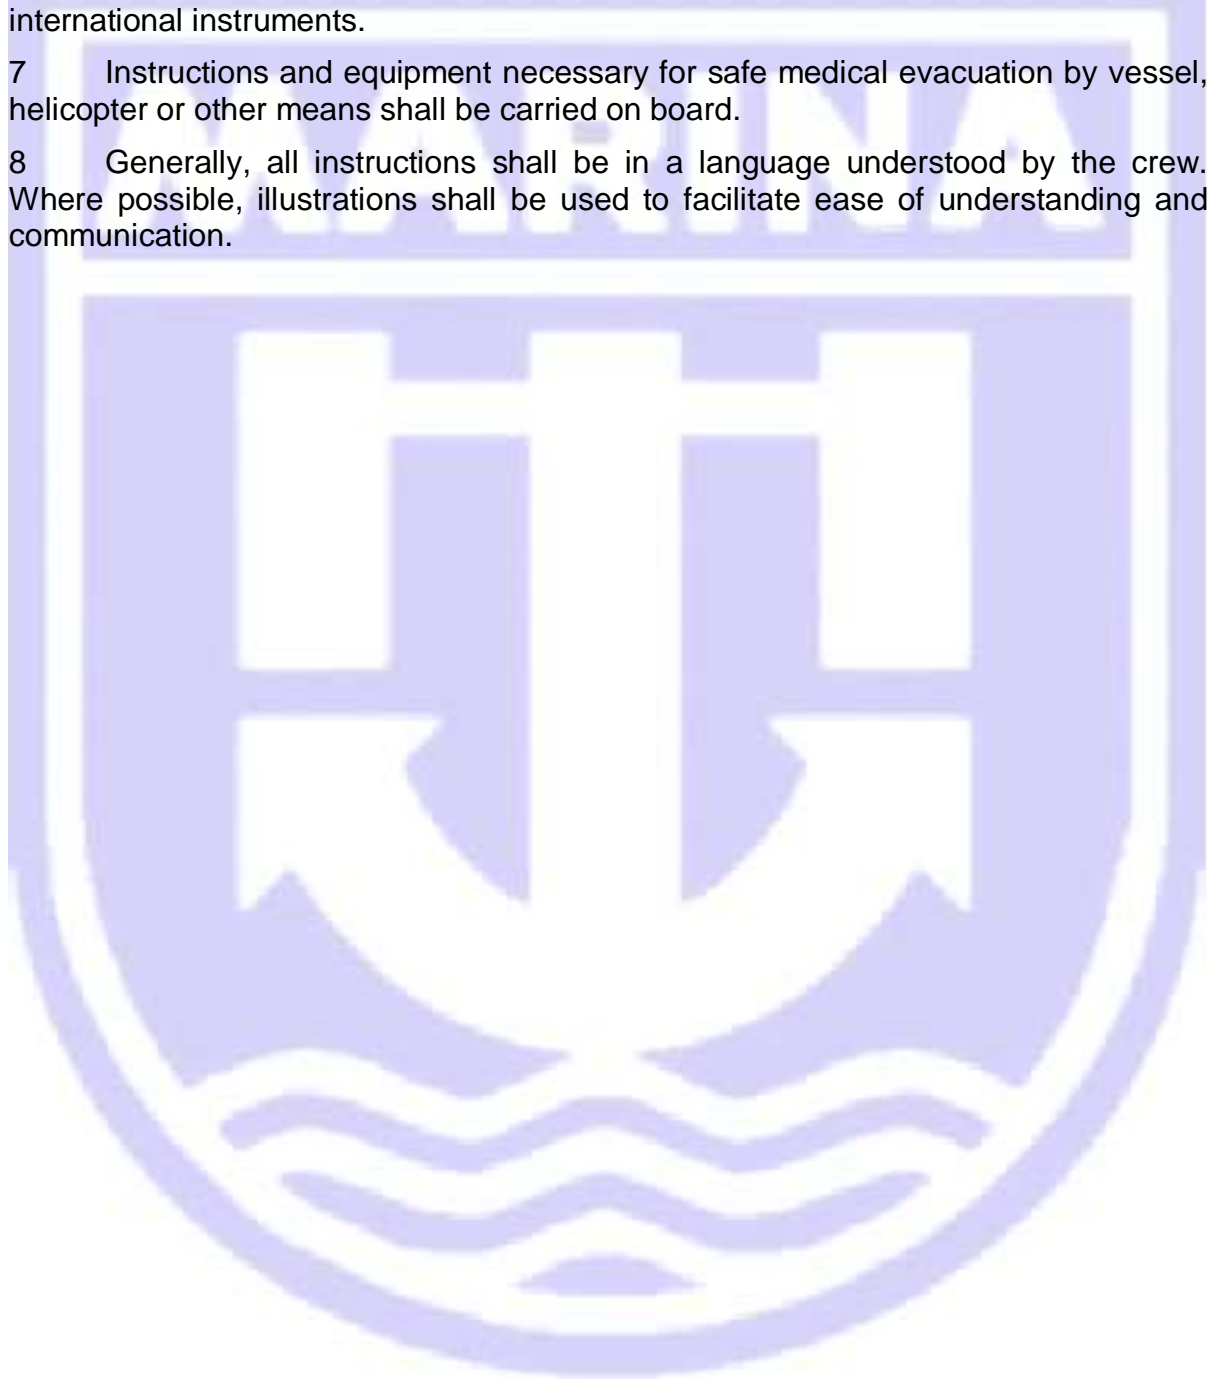 international instruments.
7 Instructions and equipment necessary for safe medical evacuation by vessel,
helicopter or other means shall be carried on board.
8 Generally, all instructions shall be in a language understood by the crew.
Where possible, illustrations shall be used to facilitate ease of understanding and
communication.
MARINA